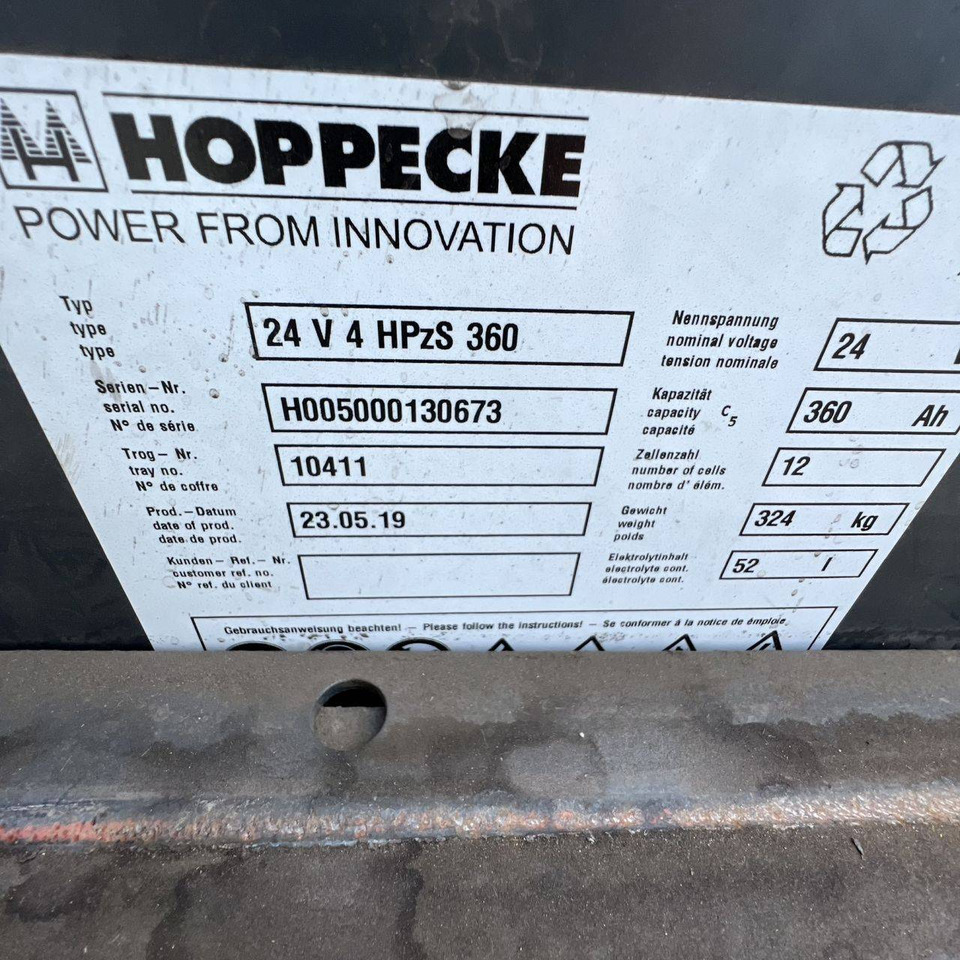 HOPPECKE
POWER FROM INNOVATION
Typ
type
type
24 V 4 HPzS 360
Serien-Nr.
serial no.
N° de série
H005000130673
Trog-Nr.
tray no.
N° de coffre
10411
Prod.-Datum
date of prod.
date de prod.
23.05.19
Kunden-Ref.-Nr.
customer ref. no.
N° ref. du client
Nennspannung
nominal voltage
tension nominale
24
Kapazität
capacity C5
capacité
360 Ah
Zellenzahl
number of cells
nombre d' élém.
12
Gewicht
weight
poids
324 kg
Elektrolytinhalt
electrolyte cont.
électrolyte cont.
52 l
Gebrauchsanweisung beachten! – Please follow the instructions! – Se conformer à la notice de émploie